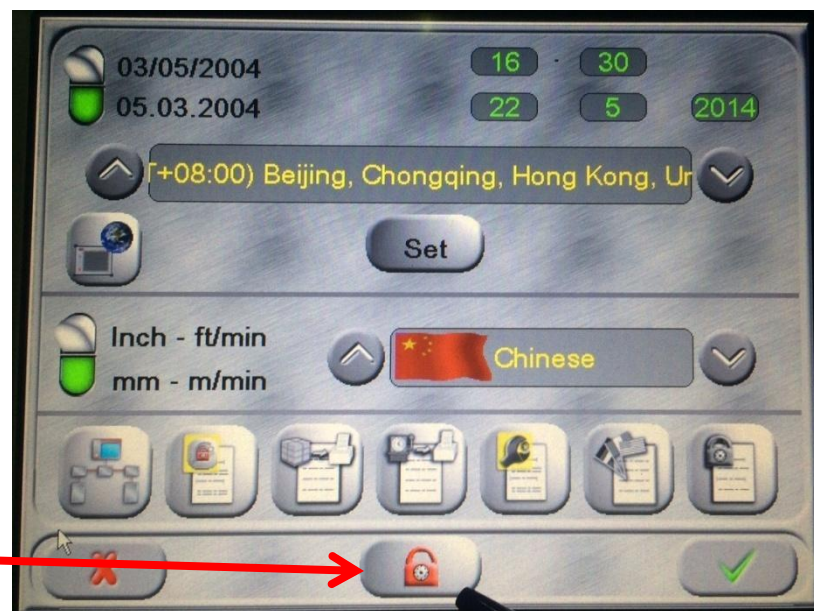 03/05/2004
16 : 30
05.03.2004
22 5 2014
T+08:00) Beijing, Chongqing, Hong Kong, Ur
Set
Inch - ft/min
Chinese
mm - m/min